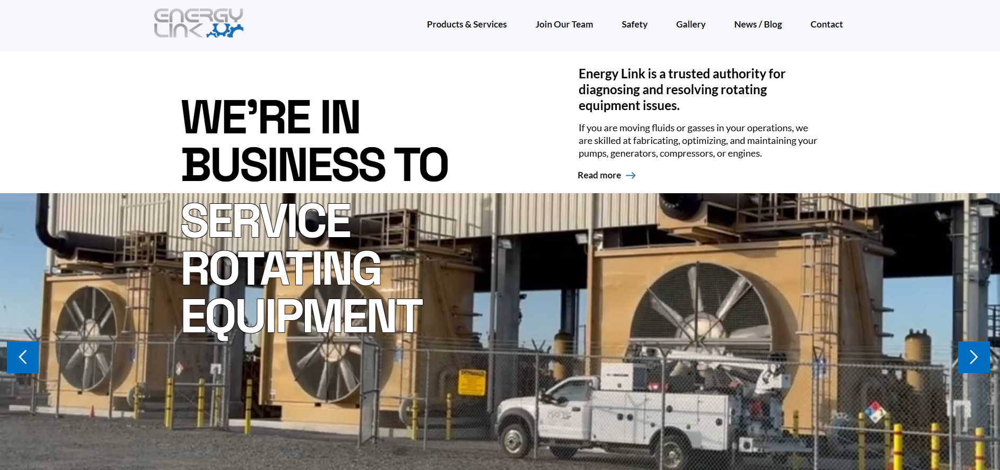 ENERGY
LINK
Products & Services
Join Our Team
Safety
Gallery
News / Blog
Contact
WE’RE IN
BUSINESS TO
SERVICE
ROTATING
EQUIPMENT
Energy Link is a trusted authority for
diagnosing and resolving rotating
equipment issues.
If you are moving fluids or gasses in your operations, we
are skilled at fabricating, optimizing, and maintaining your
pumps, generators, compressors, or engines.
Read more